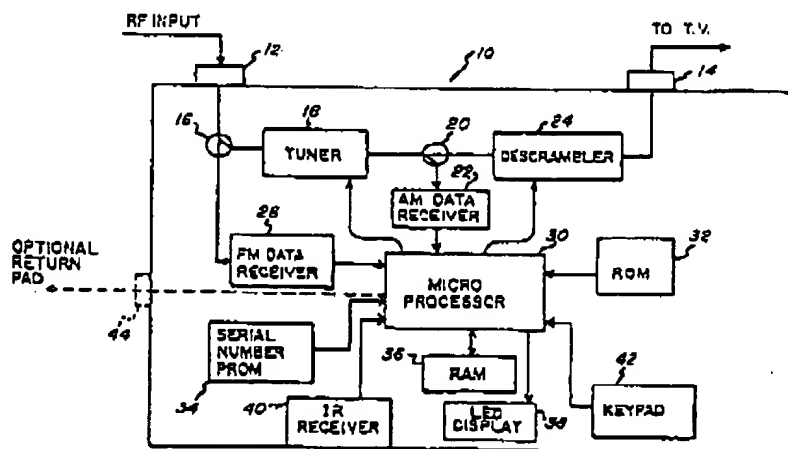 RF INPUT
TO T.V.
12
10
14
16
18
20
24
TUNER
DESCRAMBLER
22
AM DATA
RECEIVER
28
30
32
FM DATA
RECEIVER
ROM
OPTIONAL
RETURN
PAD
MICRO
PROCESSOR
44
SERIAL
NUMBER
PROM
36
RAM
42
34
40
IR
RECEIVER
LED
DISPLAY
38
KEYPAD